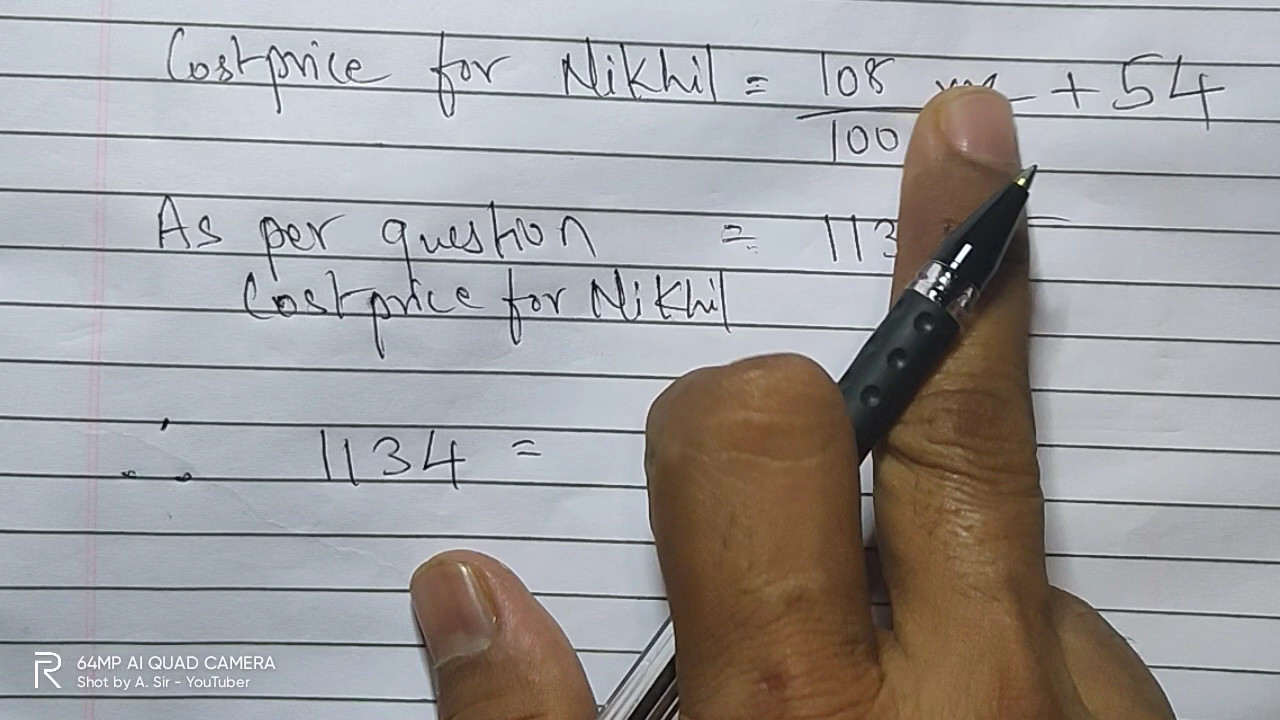 Costprice for Nikhil = 108/100 + 54
As per question = 113
Costprice for Nikhil
∴ 1134 =
64MP AI QUAD CAMERA
Shot by A. Sir - YouTuber